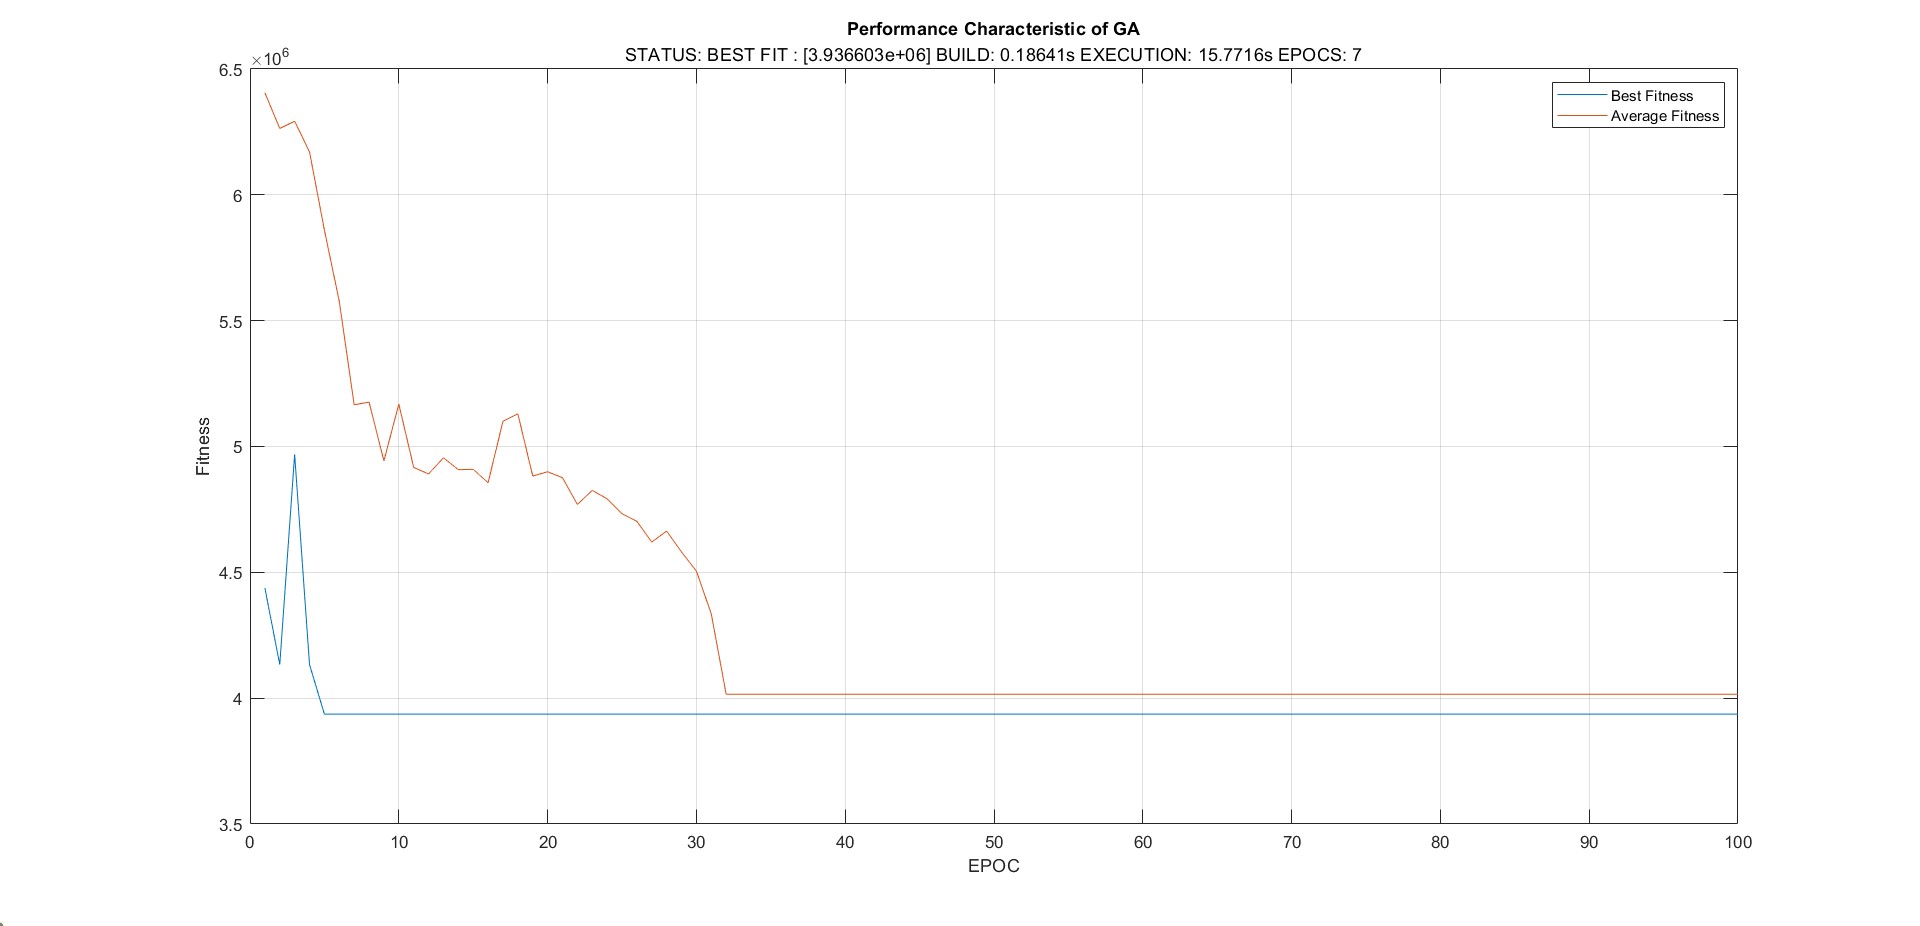 Performance Characteristic of GA
STATUS: BEST FIT : [3.936603e+06] BUILD: 0.18641s EXECUTION: 15.7716s EPOCS: 7
×10^6
6.5
6
5.5
5
4.5
4
3.5
Fitness
Best Fitness
Average Fitness
0 10 20 30 40 50 60 70 80 90 100
EPOC